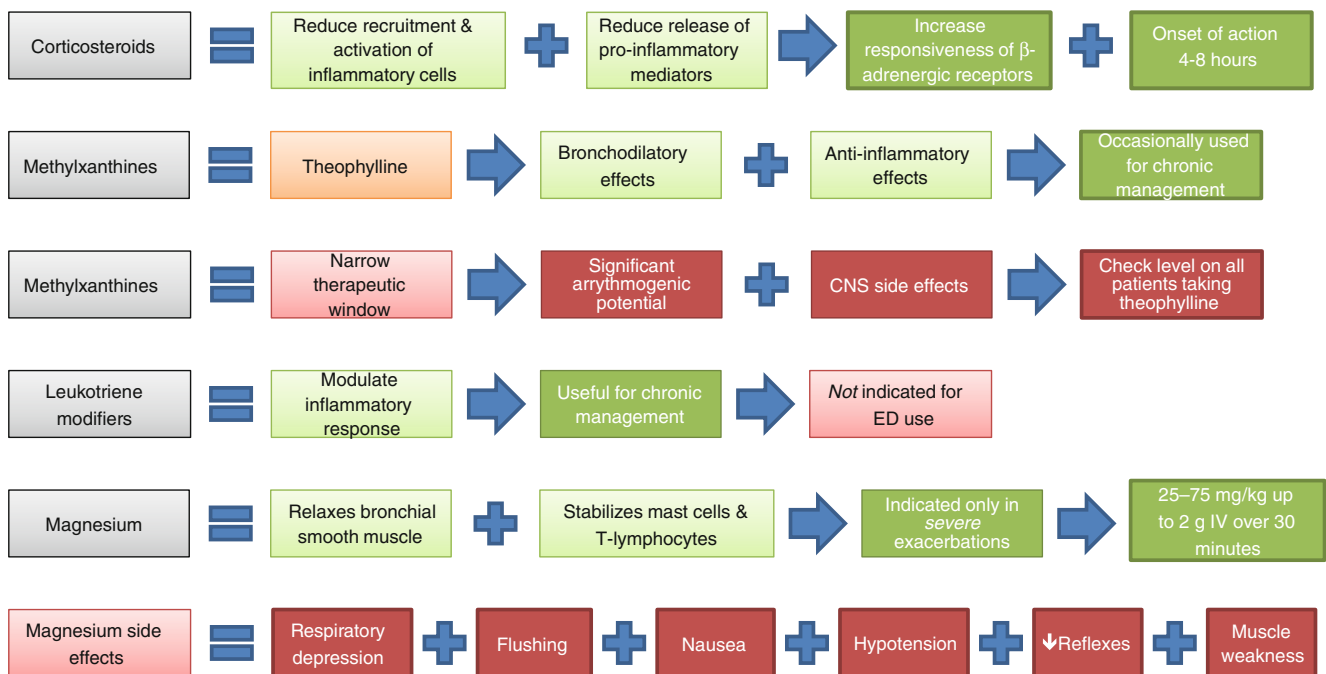 Corticosteroids
Reduce recruitment &
activation of
inflammatory cells
Reduce release of
pro-inflammatory
mediators
Increase
responsiveness of β-
adrenergic receptors
Onset of action
4-8 hours
Methylxanthines
Theophylline
Bronchodilatory
effects
Anti-inflammatory
effects
Occasionally used
for chronic
management
Methylxanthines
Narrow
therapeutic
window
Significant
arrythmogenic
potential
CNS side effects
Check level on all
patients taking
theophylline
Leukotriene
modifiers
Modulate
inflammatory
response
Useful for chronic
management
Not indicated for
ED use
Magnesium
Relaxes bronchial
smooth muscle
Stabilizes mast cells &
T-lymphocytes
Indicated only in
severe
exacerbations
25–75 mg/kg up
to 2 g IV over 30
minutes
Magnesium side
effects
Respiratory
depression
Flushing
Nausea
Hypotension
↓Reflexes
Muscle
weakness